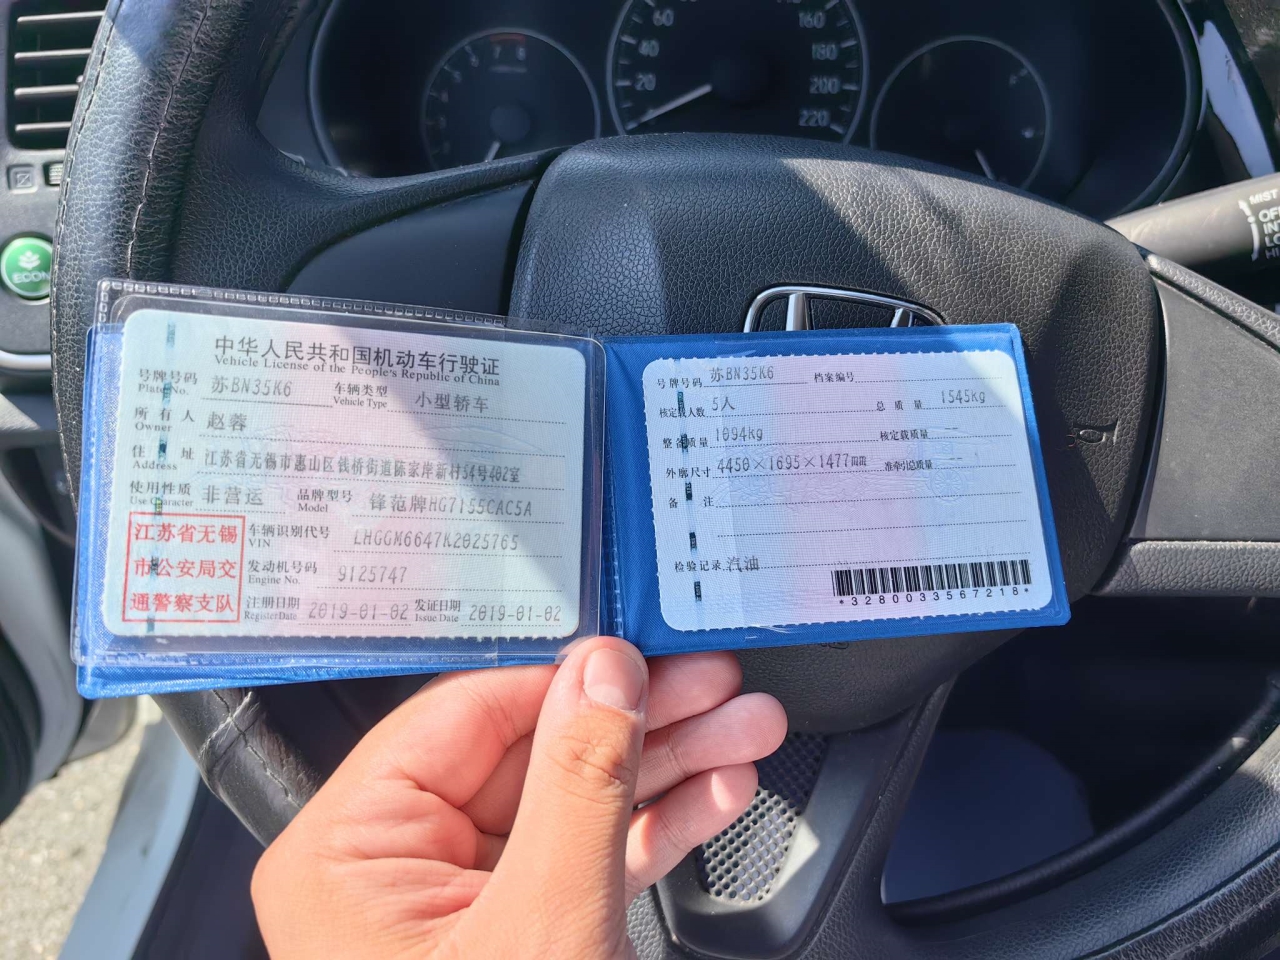 60
40
20
7 8
160
180
200
220
MIST
OFF
INT
LO
HI
ECON
中华人民共和国机动车行驶证
Vehicle License of the People's Republic of China
号牌号码 苏BN35K6 车辆类型 小型轿车
Plate No. Vehicle Type
所有人 赵蓉
Owner
住址 江苏省无锡市惠山区钱桥街道陈家岸新村54号402室
Address
使用性质 非营运 品牌型号 锋范牌HG7155CAC5A
Use Character Model
江苏省无锡
市公安局交
通警察支队
车辆识别代号 LHGGM6647K2025765
VIN
发动机号码 9125747
Engine No.
注册日期 2019-01-02 发证日期 2019-01-02
Register Date Issue Date
号牌号码 苏BN35K6 档案编号
核定载人数 5人 总质量 1545kg
整备质量 1094kg 核定载质量 --
外廓尺寸 4450×1695×1477mm 准牵引总质量 --
备注
检验记录 汽油
*3280033567218*